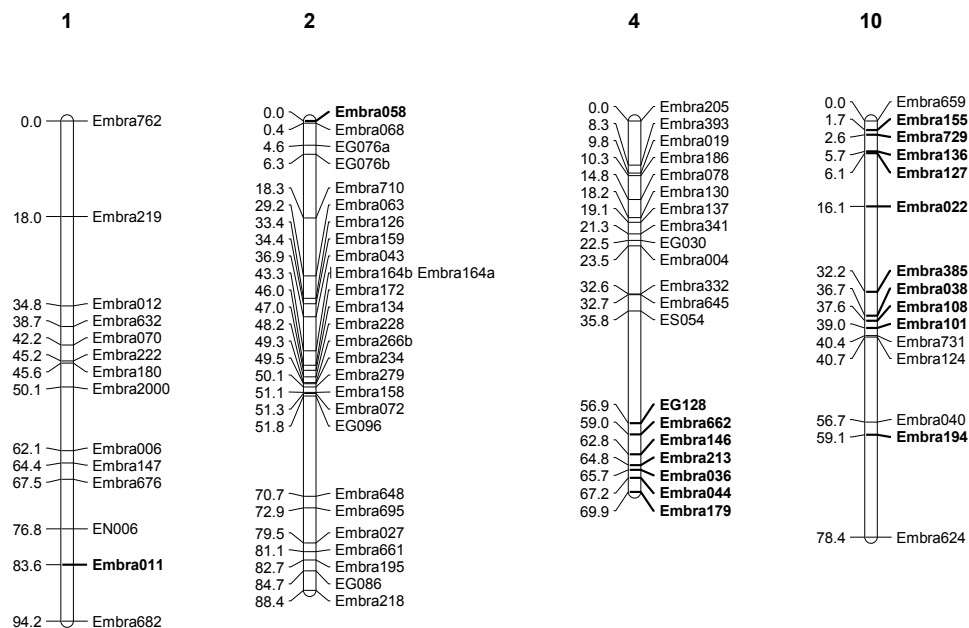 1
0.0 Embra762
18.0 Embra219
34.8 Embra012
38.7 Embra632
42.2 Embra070
45.2 Embra222
45.6 Embra180
50.1 Embra2000
62.1 Embra006
64.4 Embra147
67.5 Embra676
76.8 EN006
83.6 Embra011
94.2 Embra682
2
0.0 Embra058
0.4 Embra068
4.6 EG076a
6.3 EG076b
18.3 Embra710
29.2 Embra063
33.4 Embra126
34.4 Embra159
36.9 Embra043
43.3 Embra164b Embra164a
46.0 Embra172
47.0 Embra134
48.2 Embra228
49.3 Embra266b
49.5 Embra234
50.1 Embra279
51.1 Embra158
51.3 Embra072
51.8 EG096
70.7 Embra648
72.9 Embra695
79.5 Embra027
81.1 Embra661
82.7 Embra195
84.7 EG086
88.4 Embra218
4
0.0 Embra205
8.3 Embra393
9.8 Embra019
10.3 Embra186
14.8 Embra078
18.2 Embra130
19.1 Embra137
21.3 Embra341
22.5 EG030
23.5 Embra004
32.6 Embra332
32.7 Embra645
35.8 ES054
56.9 EG128
59.0 Embra662
62.8 Embra146
64.8 Embra213
65.7 Embra036
67.2 Embra044
69.9 Embra179
10
0.0 Embra659
1.7 Embra155
2.6 Embra729
5.7 Embra136
6.1 Embra127
16.1 Embra022
32.2 Embra385
36.7 Embra038
37.6 Embra108
39.0 Embra101
40.4 Embra731
40.7 Embra124
56.7 Embra040
59.1 Embra194
78.4 Embra624